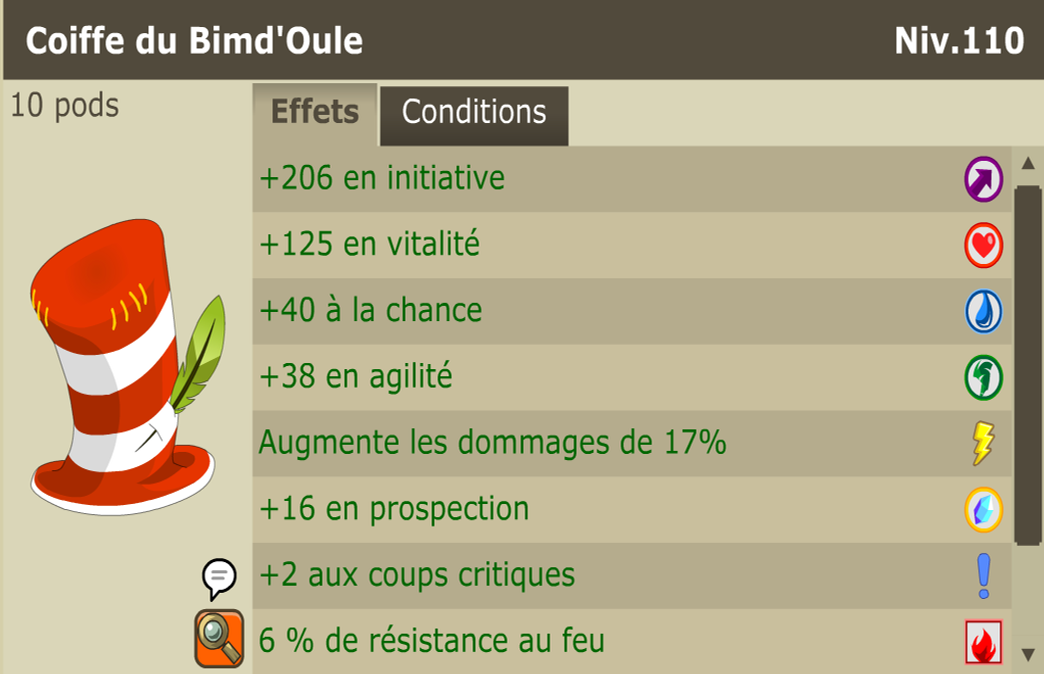 Coiffe du Bimd'Oule
Niv.110
10 pods
Effets
Conditions
+206 en initiative
+125 en vitalité
+40 à la chance
+38 en agilité
Augmente les dommages de 17%
+16 en prospection
+2 aux coups critiques
6 % de résistance au feu